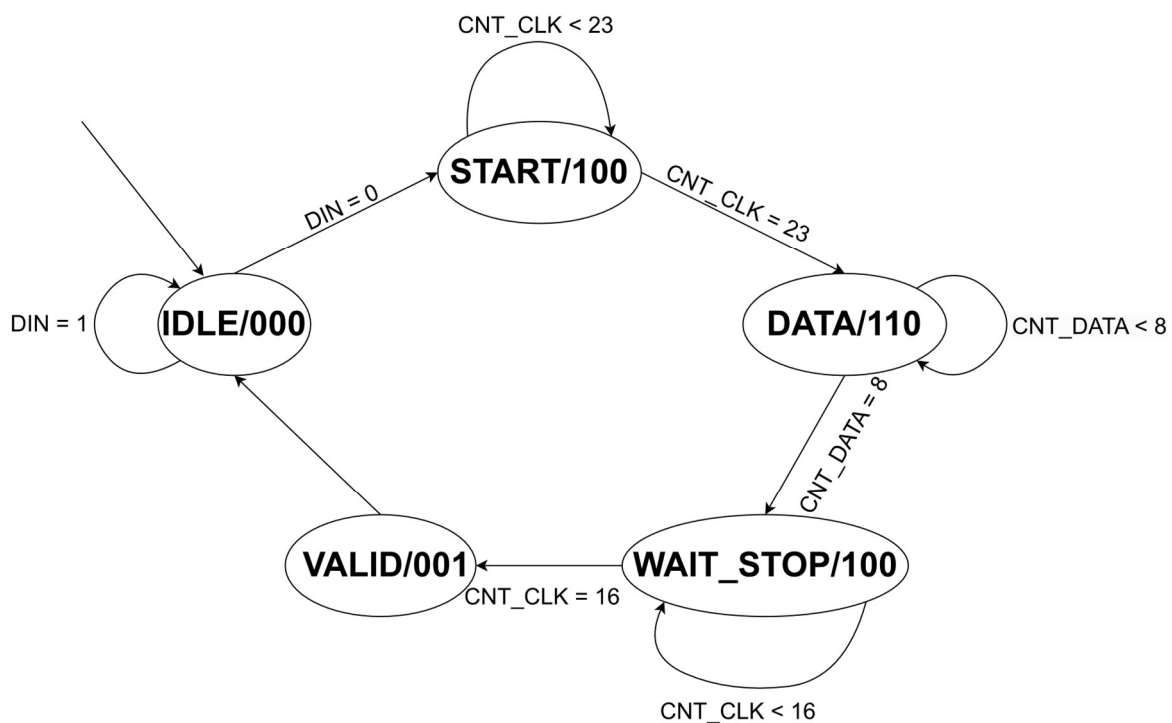 CNT_CLK < 23
START/100
DIN = 0
CNT_CLK = 23
DIN = 1
IDLE/000
DATA/110
CNT_DATA < 8
CNT_DATA = 8
VALID/001
WAIT_STOP/100
CNT_CLK = 16
CNT_CLK < 16